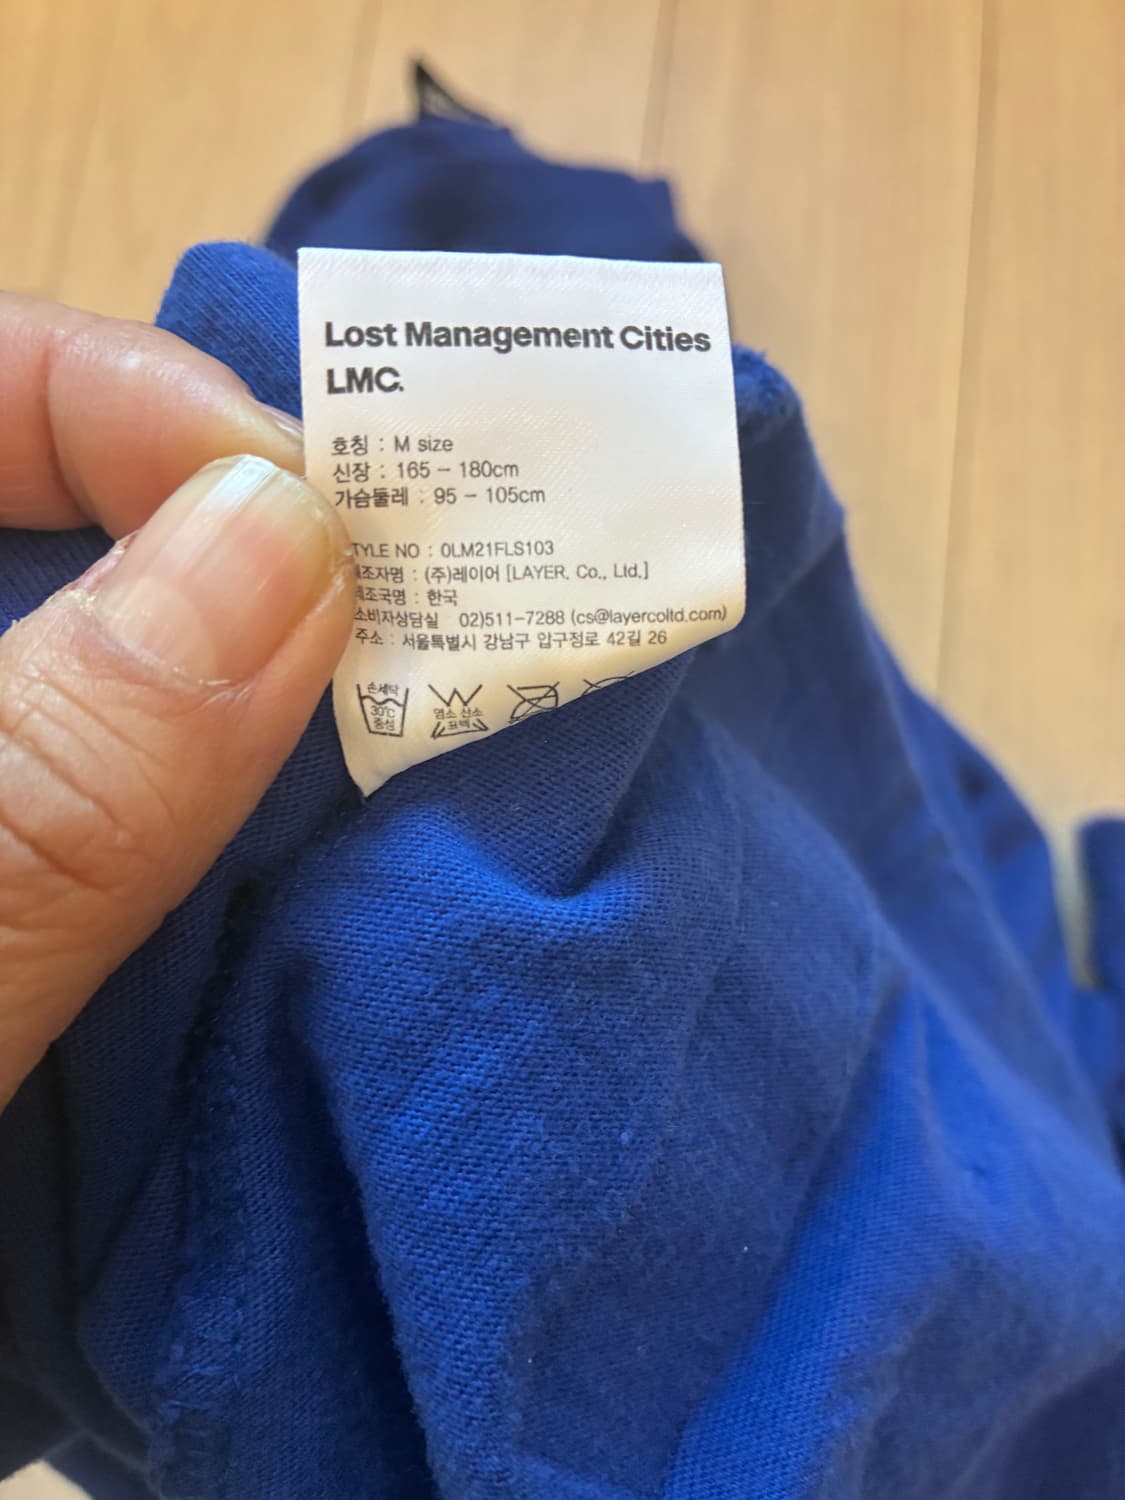 Lost Management Cities
LMC.
호칭 : M size
신장 : 165 - 180cm
가슴둘레 : 95 - 105cm
TYLE NO : 0LM21FLS103
제조자명 : (주)레이어 [LAYER. Co., Ltd.]
제조국명 : 한국
소비자상담실 02)511-7288 (cs@layercoltd.com)
주소 : 서울특별시 강남구 압구정로 42길 26
손세탁
30℃
중성
염소 산소
표백